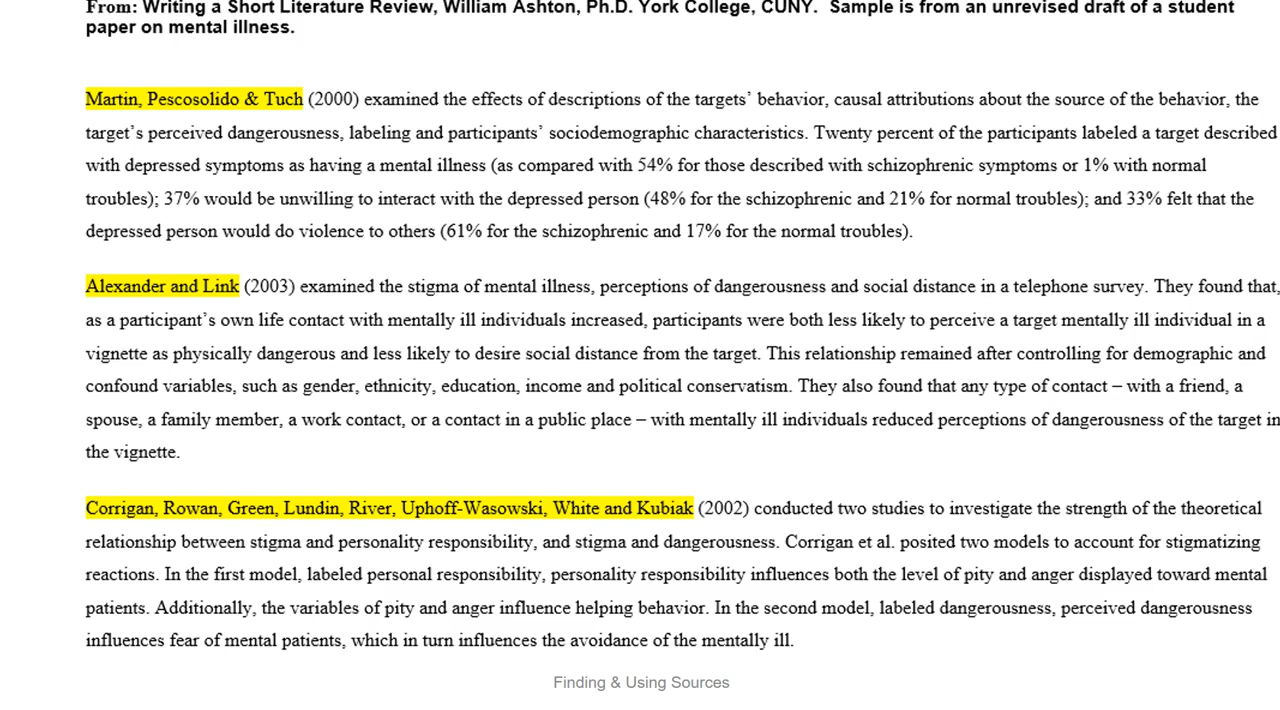 From: Writing a Short Literature Review, William Ashton, Ph.D. York College, CUNY.  Sample is from an unrevised draft of a student
paper on mental illness.
Martin, Pescosolido & Tuch (2000) examined the effects of descriptions of the targets’ behavior, causal attributions about the source of the behavior, the
target’s perceived dangerousness, labeling and participants’ sociodemographic characteristics. Twenty percent of the participants labeled a target described
with depressed symptoms as having a mental illness (as compared with 54% for those described with schizophrenic symptoms or 1% with normal
troubles); 37% would be unwilling to interact with the depressed person (48% for the schizophrenic and 21% for normal troubles); and 33% felt that the
depressed person would do violence to others (61% for the schizophrenic and 17% for the normal troubles).
Alexander and Link (2003) examined the stigma of mental illness, perceptions of dangerousness and social distance in a telephone survey. They found that,
as a participant’s own life contact with mentally ill individuals increased, participants were both less likely to perceive a target mentally ill individual in a
vignette as physically dangerous and less likely to desire social distance from the target. This relationship remained after controlling for demographic and
confound variables, such as gender, ethnicity, education, income and political conservatism. They also found that any type of contact – with a friend, a
spouse, a family member, a work contact, or a contact in a public place – with mentally ill individuals reduced perceptions of dangerousness of the target in
the vignette.
Corrigan, Rowan, Green, Lundin, River, Uphoff-Wasowski, White and Kubiak (2002) conducted two studies to investigate the strength of the theoretical
relationship between stigma and personality responsibility, and stigma and dangerousness. Corrigan et al. posited two models to account for stigmatizing
reactions. In the first model, labeled personal responsibility, personality responsibility influences both the level of pity and anger displayed toward mental
patients. Additionally, the variables of pity and anger influence helping behavior. In the second model, labeled dangerousness, perceived dangerousness
influences fear of mental patients, which in turn influences the avoidance of the mentally ill.
Finding & Using Sources